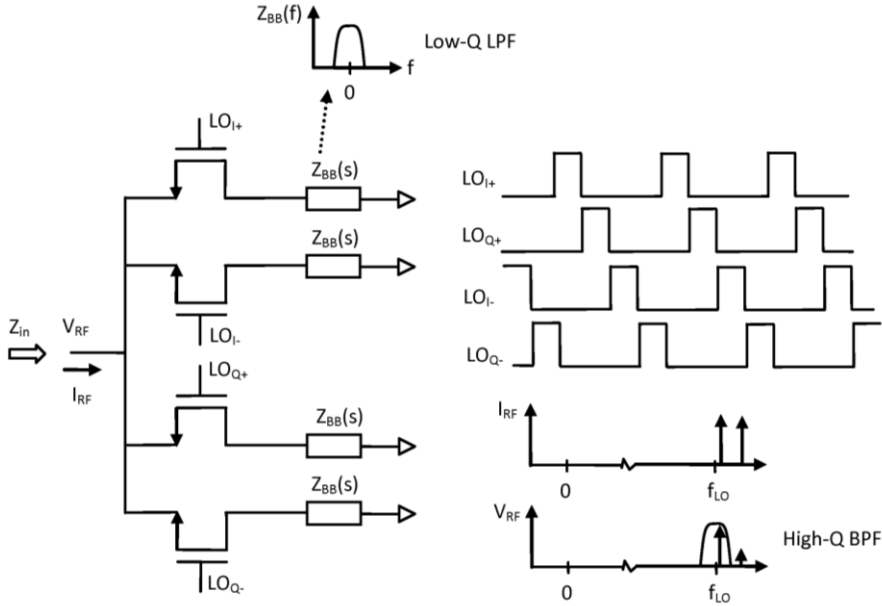 Z_BB(f)
Low-Q LPF
f
0
LO_I+
Z_BB(s)
Z_BB(s)
LO_I-
Z_in
V_RF
I_RF
LO_Q+
Z_BB(s)
Z_BB(s)
LO_Q-
LO_I+
LO_Q+
LO_I-
LO_Q-
I_RF
0
f_LO
V_RF
High-Q BPF
0
f_LO